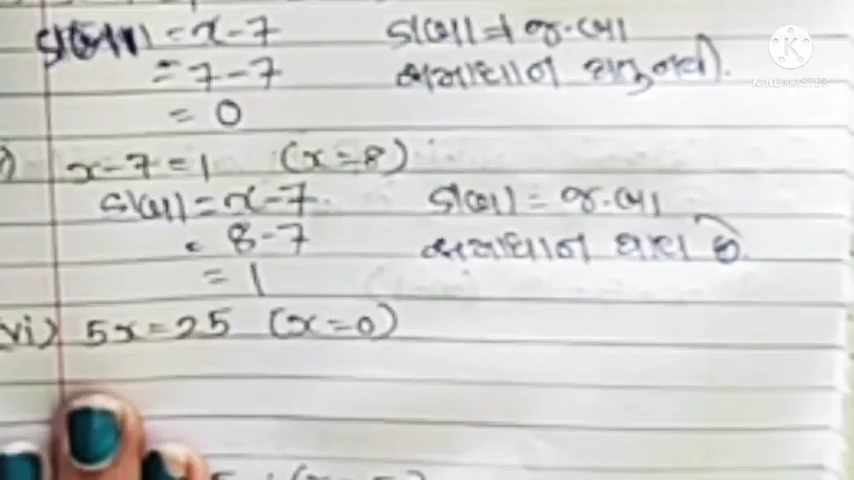 ડાબા = x-7 ડાબા ≠ જ.બા
= 7-7 સમાધાન થતુ નથી.
= 0
x-7=1 (x=8)
ડાબા = x-7 ડાબા = જ.બા
= 8-7 સમાધાન થાય છે.
= 1
vi) 5x=25 (x=0)
KINEMASTER